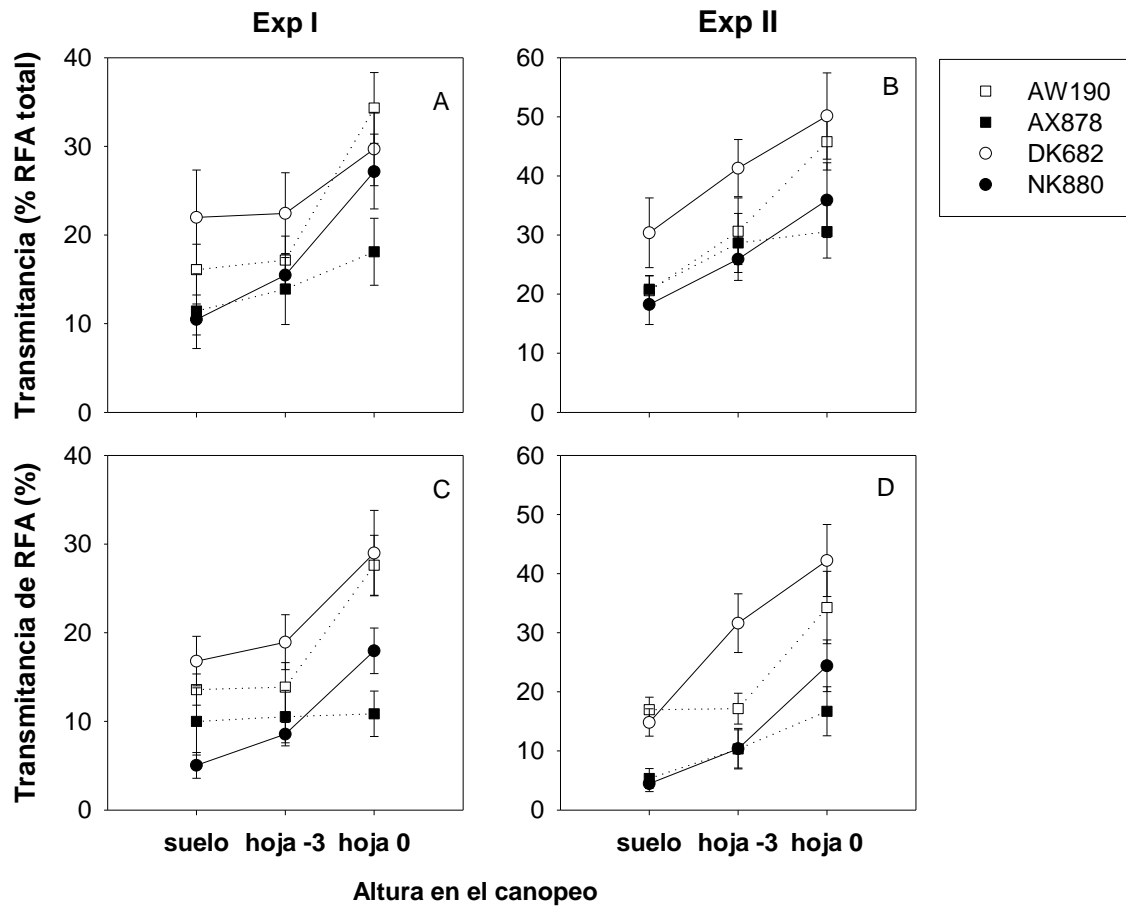 Exp I
Exp II
Transmitancia (% RFA total)
40
30
20
10
0
A
60
50
40
30
20
10
0
B
AW190
AX878
DK682
NK880
Transmitancia de RFA (%)
40
30
20
10
0
C
60
50
40
30
20
10
0
D
suelo hoja -3 hoja 0
suelo hoja -3 hoja 0
Altura en el canopeo